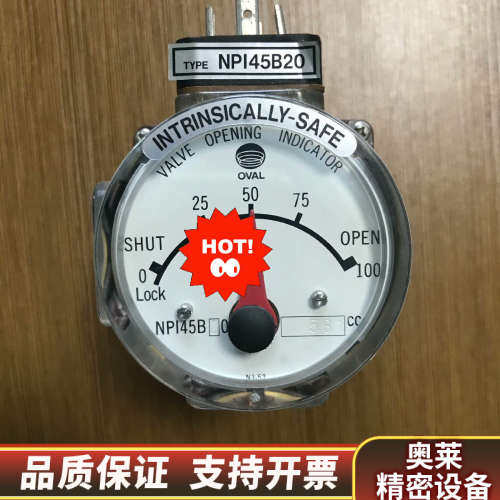 TYPE NPI45B20
INTRINSICALLY-SAFE
VALVE OPENING INDICATOR
OVAL
50
25 75
SHUT OPEN
0 100
Lock
HOT!
NPI45B 0 cc
品质保证 支持开票
奥莱
精密设备